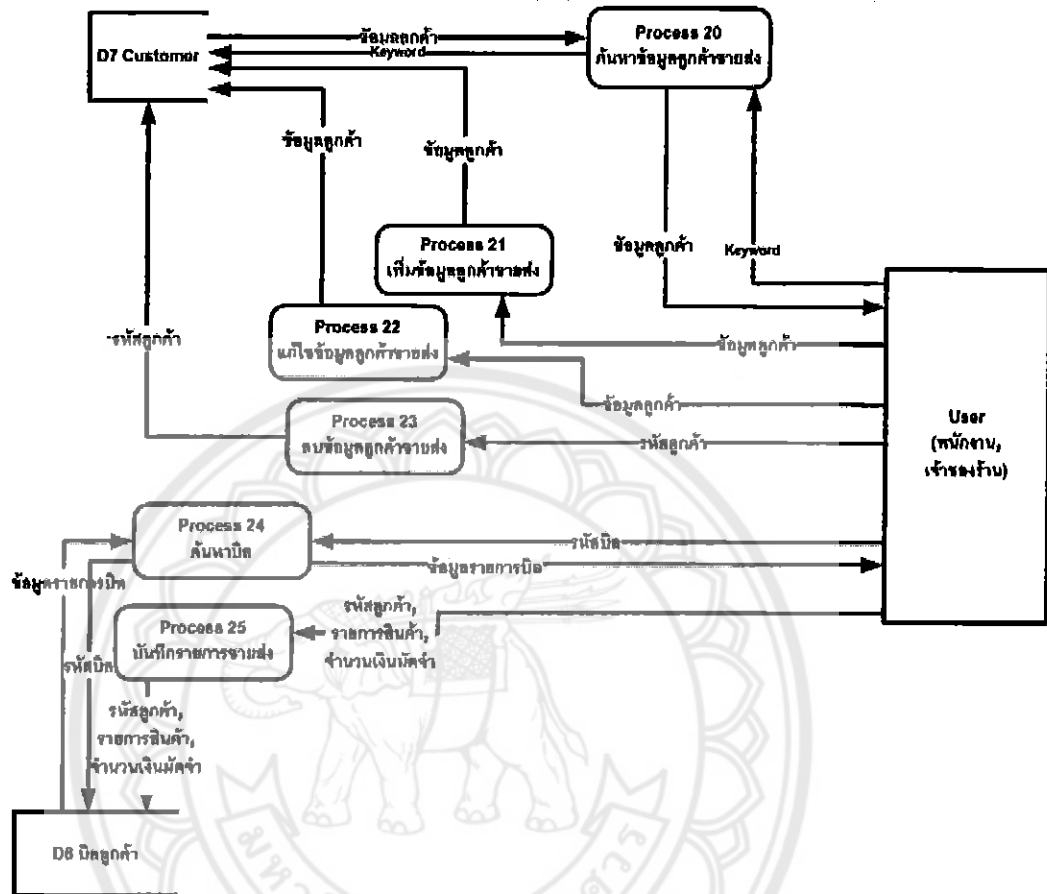 D7 Customer
ข้อมูลลูกค้า
Keyword
Process 20
ค้นหาข้อมูลลูกค้าขายส่ง
ข้อมูลลูกค้า
ข้อมูลลูกค้า
ข้อมูลลูกค้า
Keyword
Process 21
เพิ่มข้อมูลลูกค้าขายส่ง
รหัสลูกค้า
Process 22
แก้ไขข้อมูลลูกค้าขายส่ง
ข้อมูลลูกค้า
ข้อมูลลูกค้า
Process 23
ลบข้อมูลลูกค้าขายส่ง
รหัสลูกค้า
User
(พนักงาน,
เจ้าของร้าน)
Process 24
ค้นหาบิล
รหัสบิล
ข้อมูลรายการบิล
ข้อมูลรายการบิล
Process 25
บันทึกรายการขายส่ง
รหัสลูกค้า,
รายการสินค้า,
จำนวนเงินมัดจำ
รหัสบิล
รหัสลูกค้า,
รายการสินค้า,
จำนวนเงินมัดจำ
D6 บิลลูกค้า